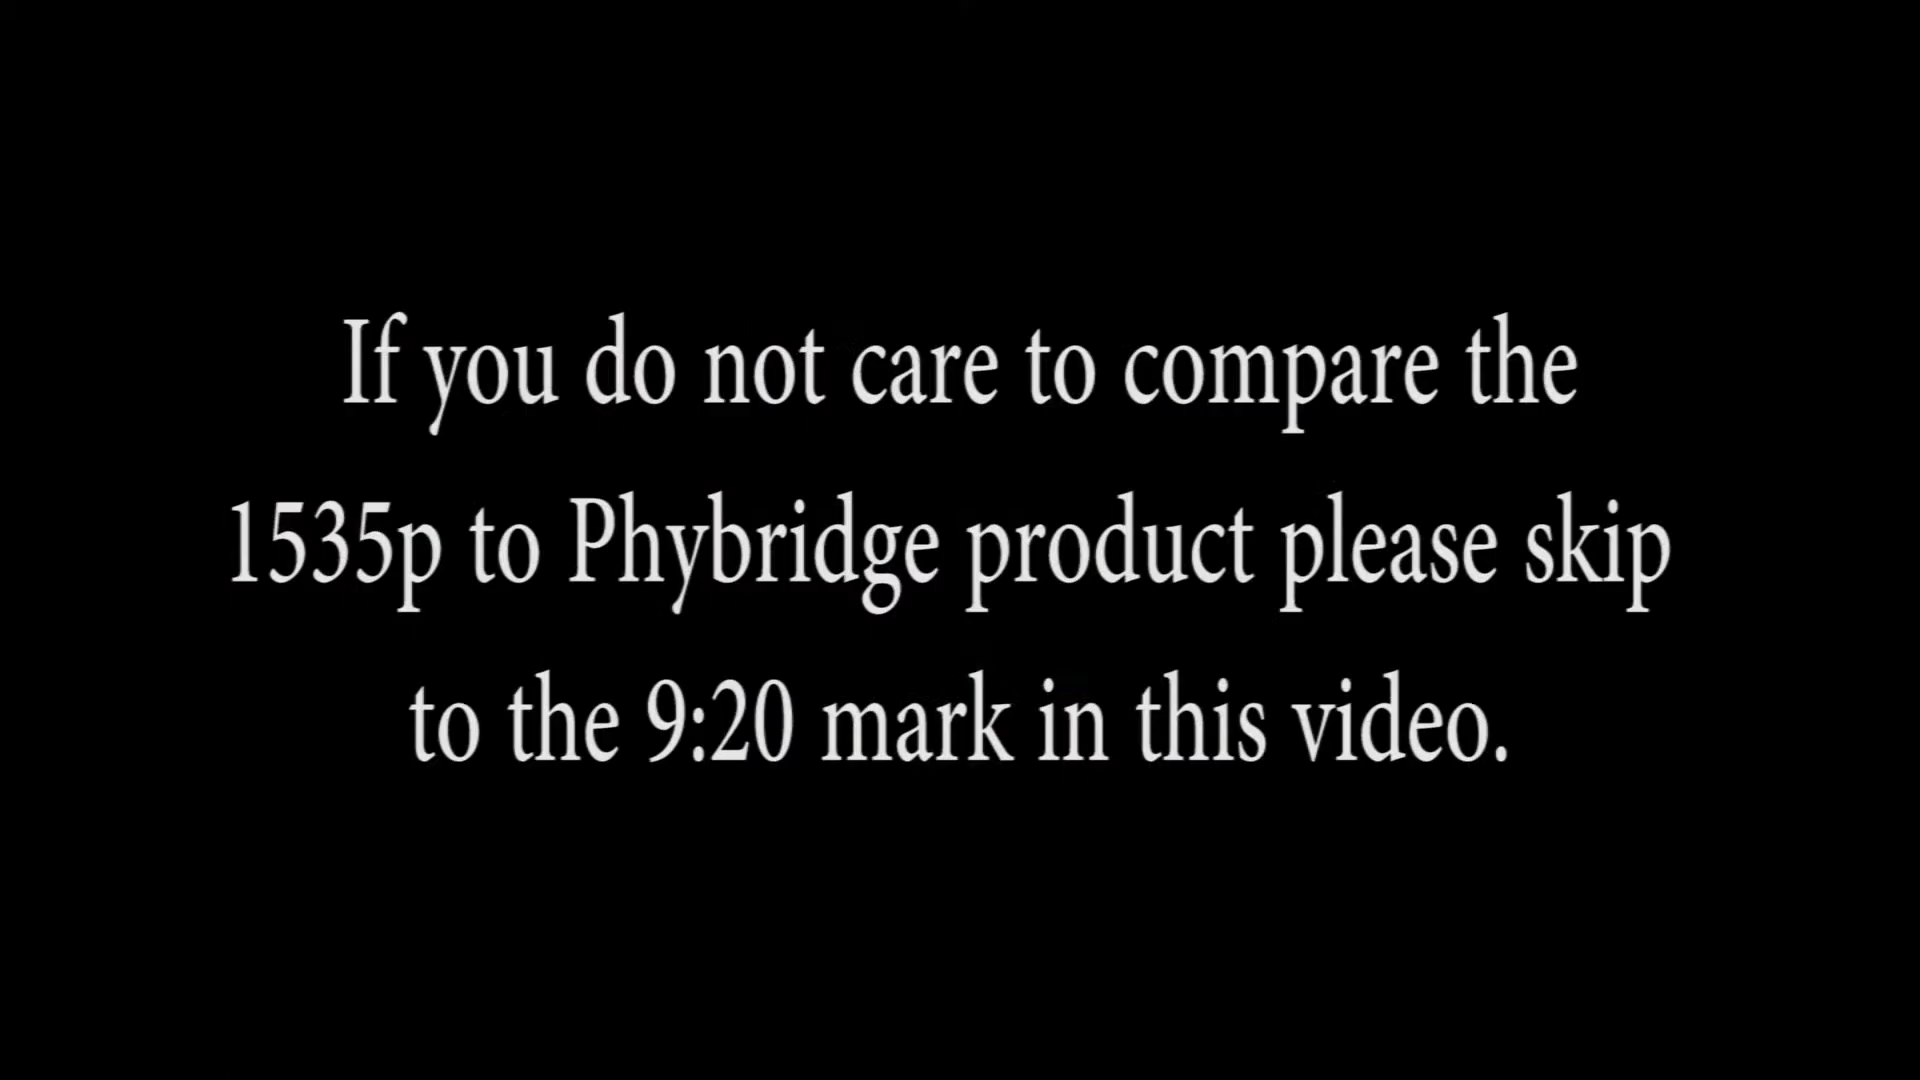 If you do not care to compare the
1535p to Phybridge product please skip
to the 9:20 mark in this video.